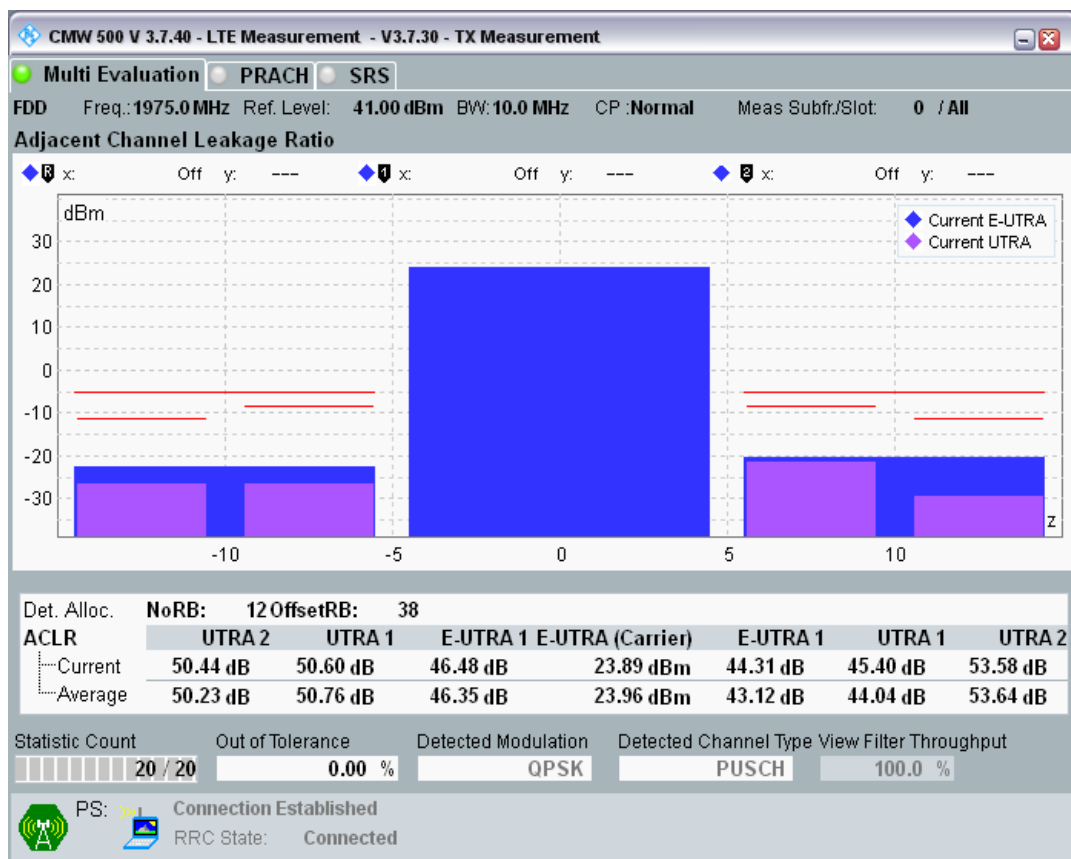 CMW 500 V 3.7.40 - LTE Measurement - V3.7.30 - TX Measurement
Multi Evaluation PRACH SRS
FDD Freq.: 1975.0 MHz Ref. Level: 41.00 dBm BW: 10.0 MHz CP :Normal Meas Subfr./Slot: 0 / All
Adjacent Channel Leakage Ratio
R x: Off y: --- 1 x: Off y: --- 2 x: Off y: ---
dBm
Current E-UTRA
Current UTRA
30
20
10
0
-10
-20
-30
z
-10 -5 0 5 10
Det. Alloc. NoRB: 12 OffsetRB: 38
ACLR UTRA 2 UTRA 1 E-UTRA 1 E-UTRA (Carrier) E-UTRA 1 UTRA 1 UTRA 2
Current 50.44 dB 50.60 dB 46.48 dB 23.89 dBm 44.31 dB 45.40 dB 53.58 dB
Average 50.23 dB 50.76 dB 46.35 dB 23.96 dBm 43.12 dB 44.04 dB 53.64 dB
Statistic Count Out of Tolerance Detected Modulation Detected Channel Type View Filter Throughput
20 / 20 0.00 % QPSK PUSCH 100.0 %
PS: Connection Established
RRC State: Connected